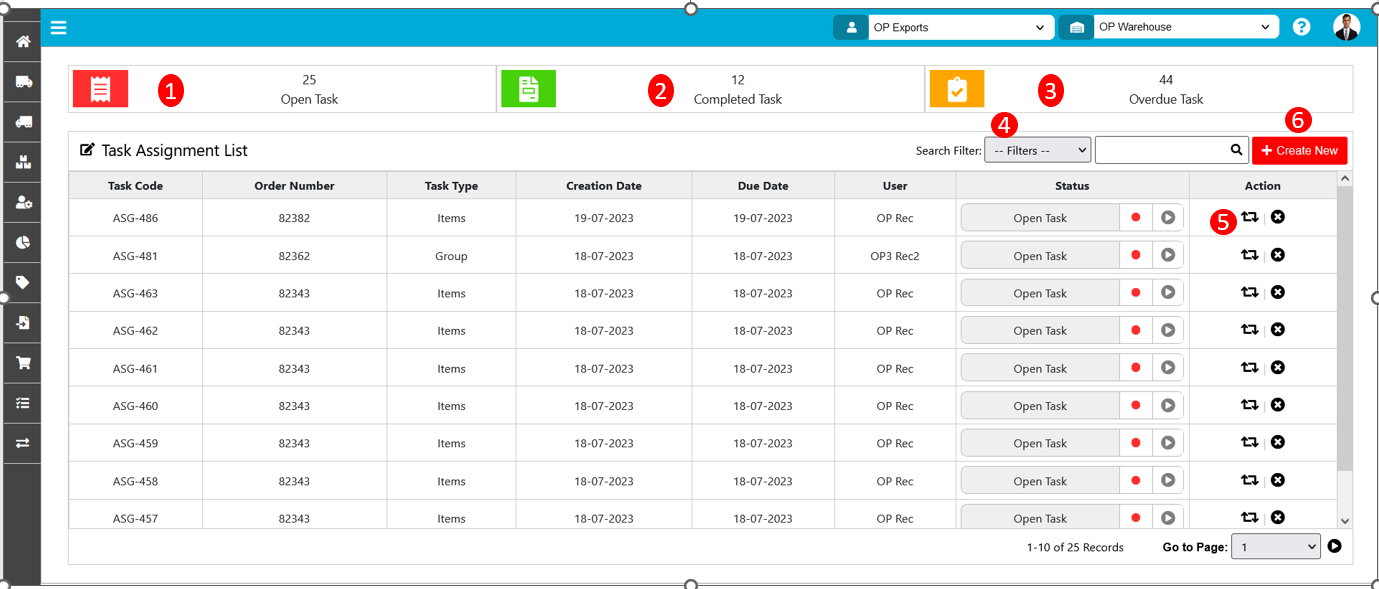 OP Exports OP Warehouse ?
1 25 2 12 3 44
Open Task Completed Task Overdue Task
4 6
Task Assignment List Search Filter: -- Filters -- + Create New
Task Code Order Number Task Type Creation Date Due Date User Status Action
ASG-486 82382 Items 19-07-2023 19-07-2023 OP Rec Open Task 5
ASG-481 82362 Group 18-07-2023 18-07-2023 OP3 Rec2 Open Task
ASG-463 82343 Items 18-07-2023 18-07-2023 OP Rec Open Task
ASG-462 82343 Items 18-07-2023 18-07-2023 OP Rec Open Task
ASG-461 82343 Items 18-07-2023 18-07-2023 OP Rec Open Task
ASG-460 82343 Items 18-07-2023 18-07-2023 OP Rec Open Task
ASG-459 82343 Items 18-07-2023 18-07-2023 OP Rec Open Task
ASG-458 82343 Items 18-07-2023 18-07-2023 OP Rec Open Task
ASG-457 82343 Items 18-07-2023 18-07-2023 OP Rec Open Task
1-10 of 25 Records Go to Page: 1